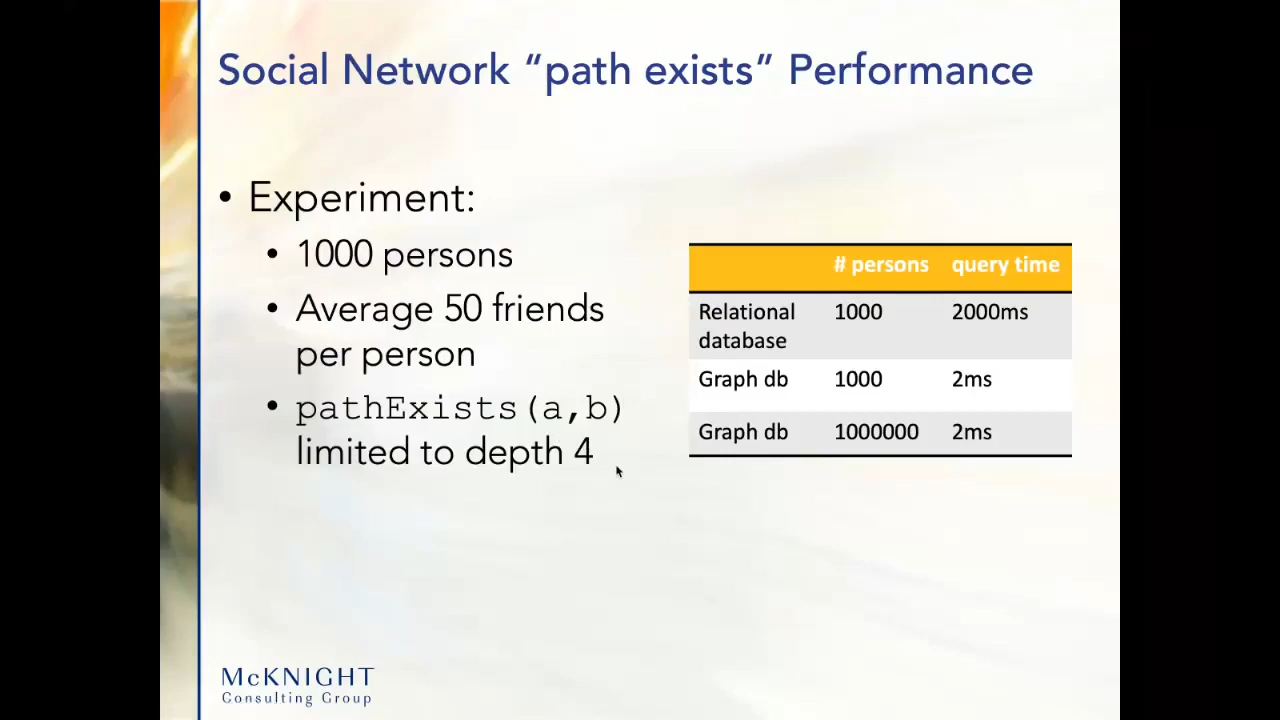 Social Network “path exists” Performance
• Experiment:
• 1000 persons
• Average 50 friends
per person
• pathExists(a,b)
limited to depth 4
# persons query time
Relational database 1000 2000ms
Graph db 1000 2ms
Graph db 1000000 2ms
McKNIGHT
Consulting Group